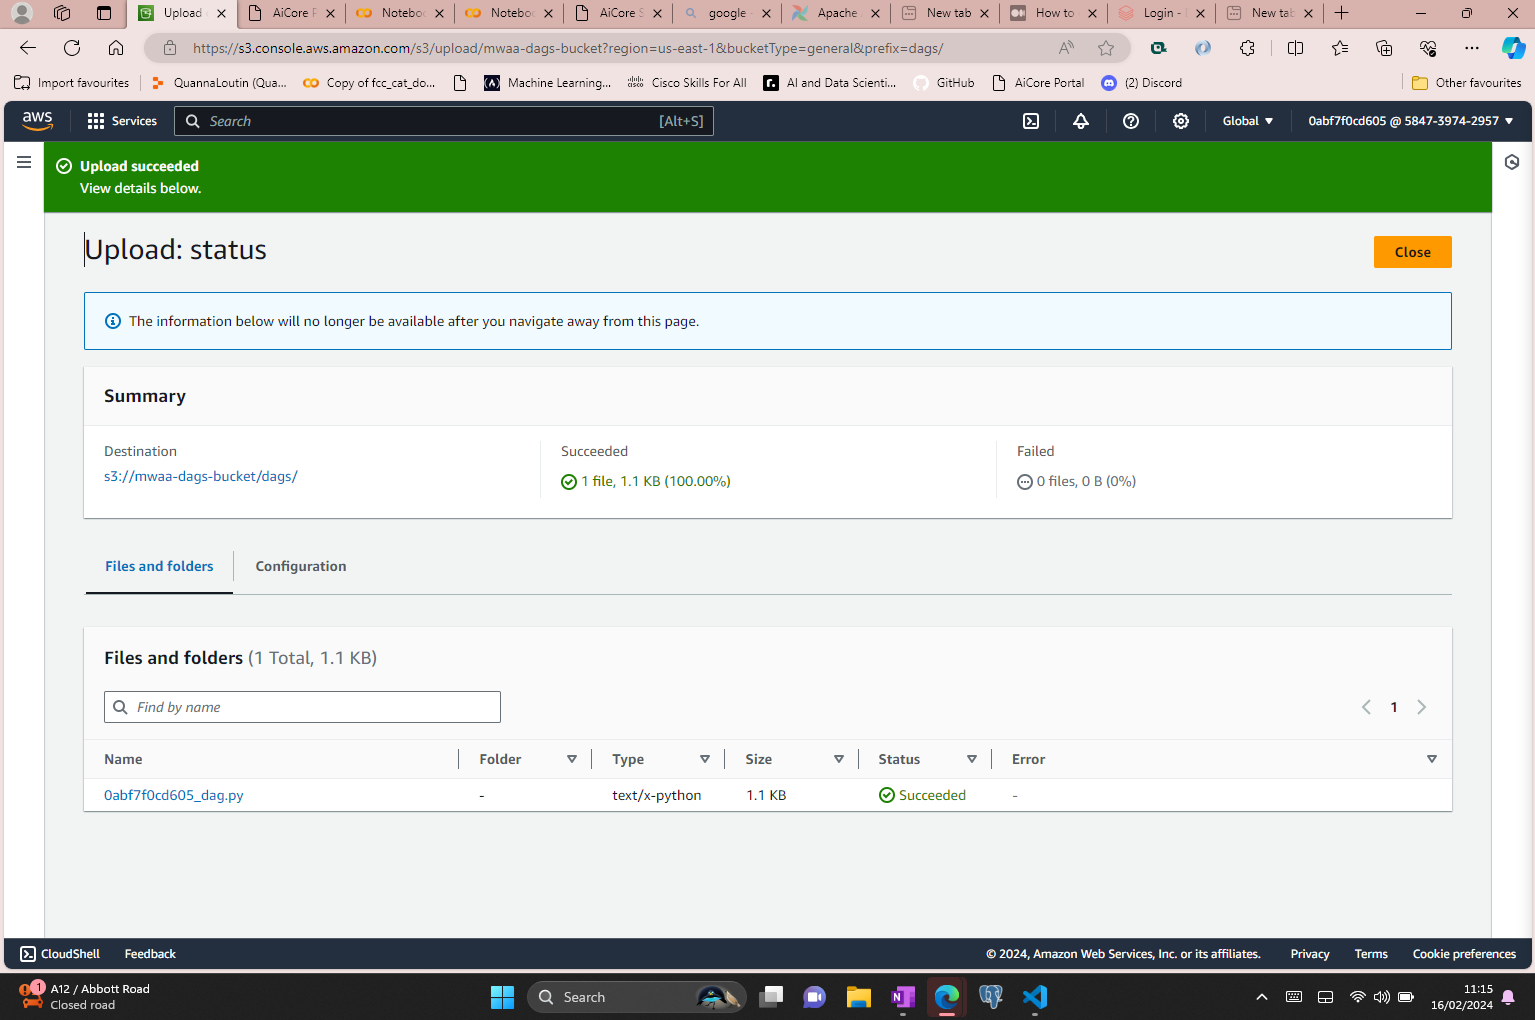 Upload
AiCore P
Notebo
Notebo
AiCore S
google
Apache
New tab
How to
Login -
New tab
https://s3.console.aws.amazon.com/s3/upload/mwaa-dags-bucket?region=us-east-1&bucketType=general&prefix=dags/
Import favourites
QuannaLoutin (Qua...
Copy of fcc_cat_do...
Machine Learning...
Cisco Skills For All
AI and Data Scienti...
GitHub
AiCore Portal
(2) Discord
Other favourites
aws
Services
Search
[Alt+S]
Global
0abf7f0cd605 @ 5847-3974-2957
Upload succeeded
View details below.
Upload: status
Close
The information below will no longer be available after you navigate away from this page.
Summary
Destination
s3://mwaa-dags-bucket/dags/
Succeeded
1 file, 1.1 KB (100.00%)
Failed
0 files, 0 B (0%)
Files and folders
Configuration
Files and folders (1 Total, 1.1 KB)
Find by name
1
Name
Folder
Type
Size
Status
Error
0abf7f0cd605_dag.py
-
text/x-python
1.1 KB
Succeeded
-
CloudShell
Feedback
© 2024, Amazon Web Services, Inc. or its affiliates.
Privacy
Terms
Cookie preferences
1
A12 / Abbott Road
Closed road
Search
11:15
16/02/2024